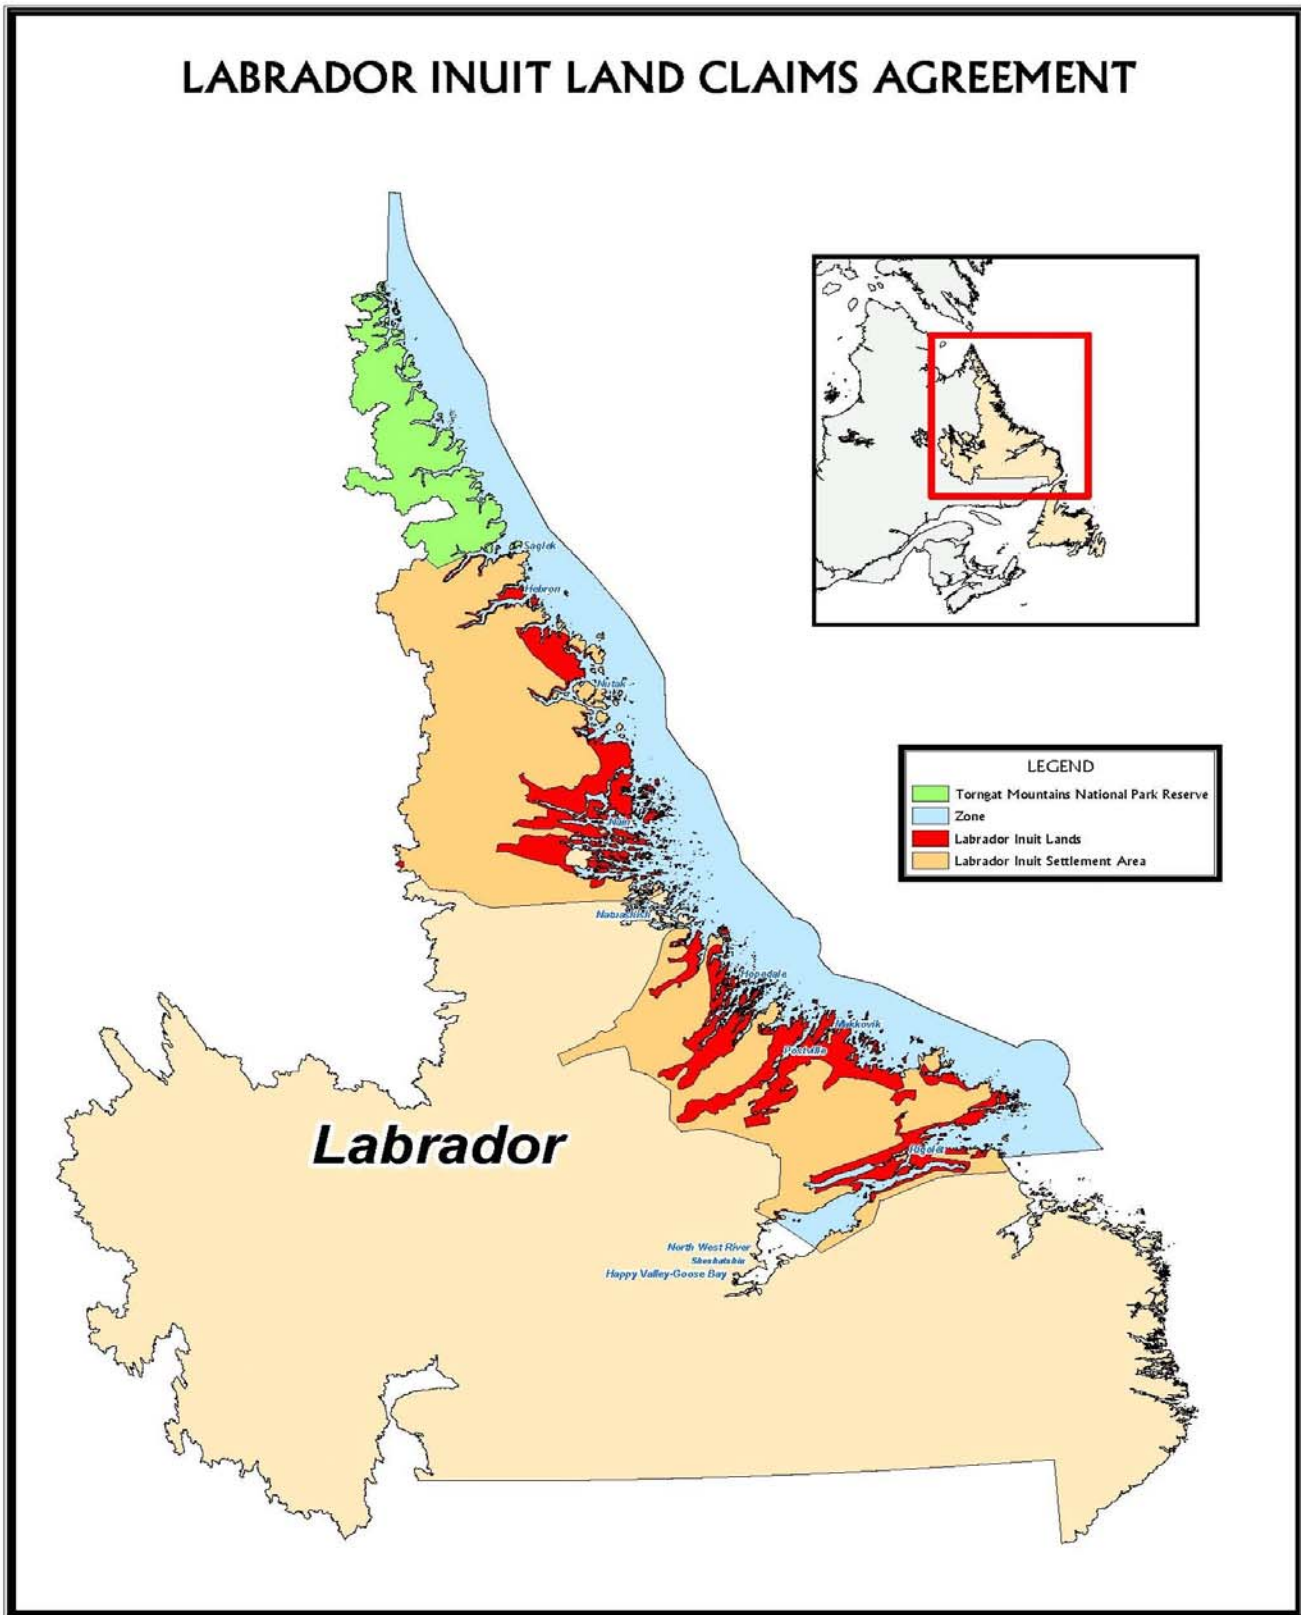 LABRADOR INUIT LAND CLAIMS AGREEMENT
Saglek
Hebron
Nutak
LEGEND
Torngat Mountains National Park Reserve
Zone
Labrador Inuit Lands
Labrador Inuit Settlement Area
Nain
Natuashish
Hopedale
Makkovik
Postville
Labrador
Rigolet
North West River
Sheshatshiu
Happy Valley-Goose Bay